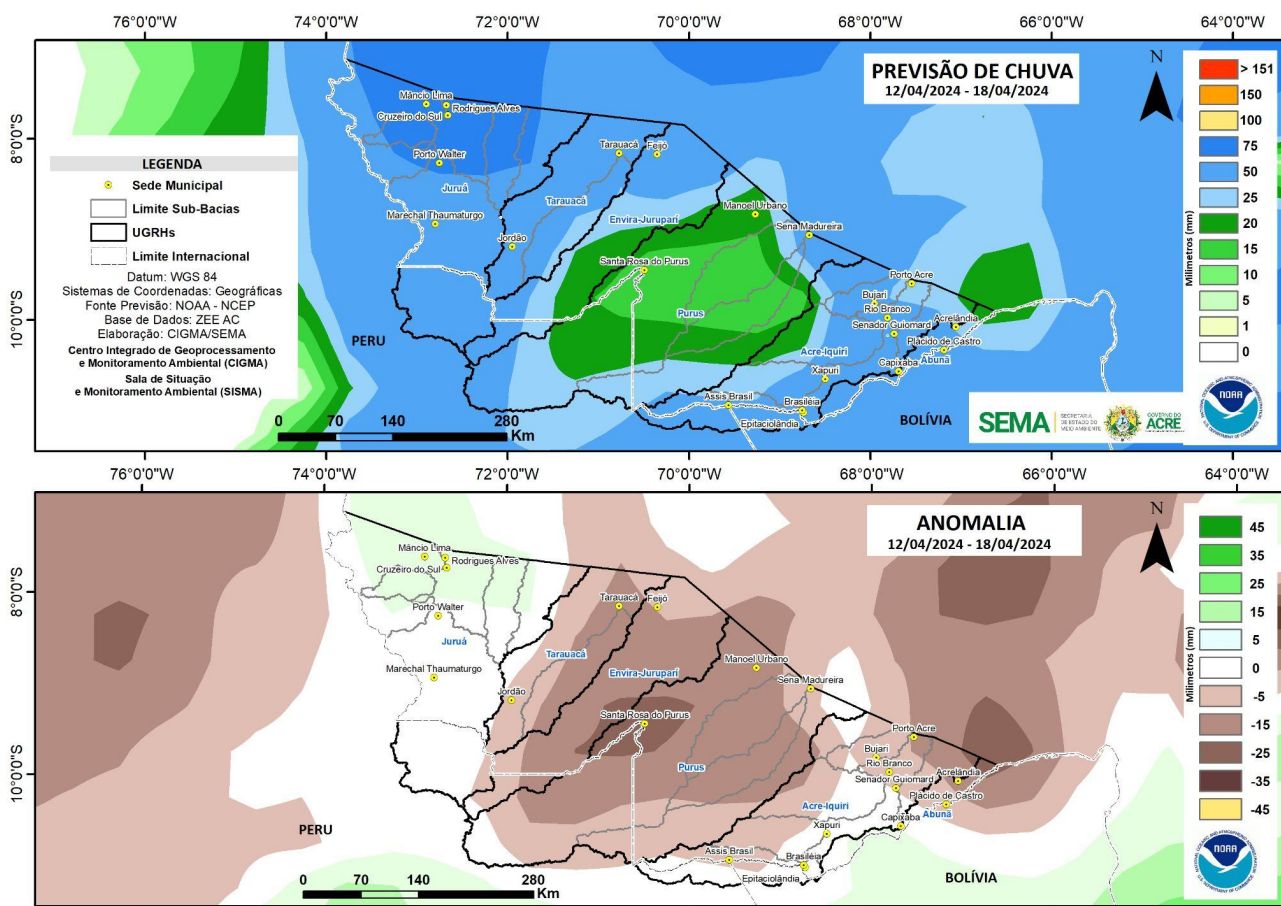 76°0'0"W 74°0'0"W 72°0'0"W 70°0'0"W 68°0'0"W 66°0'0"W 64°0'0"W
8°0'0"S
10°0'0"S
PREVISÃO DE CHUVA
12/04/2024 - 18/04/2024
N
Milímetros (mm)
> 151
150
100
75
50
25
20
15
10
5
1
0
LEGENDA
Sede Municipal
Limite Sub-Bacias
UGRHs
Limite Internacional
Datum: WGS 84
Sistemas de Coordenadas: Geográficas
Fonte Previsão: NOAA - NCEP
Base de Dados: ZEE AC
Elaboração: CIGMA/SEMA
Centro Integrado de Geoprocessamento
e Monitoramento Ambiental (CIGMA)
Sala de Situação
e Monitoramento Ambiental (SISMA)
Mâncio Lima
Rodrigues Alves
Cruzeiro do Sul
Porto Walter
Juruá
Marechal Thaumaturgo
Tarauacá
Feijó
Tarauacá
Jordão
Envira-Jurupari
Manoel Urbano
Sena Madureira
Santa Rosa do Purus
Purus
Porto Acre
Bujari
Rio Branco
Senador Guiomard
Acrelândia
Plácido de Castro
Acre-Iquiri
Abunã
Xapuri
Capixaba
Assis Brasil
Brasiléia
Epitaciolândia
PERU
BOLÍVIA
0 70 140 280
Km
SEMA
SECRETARIA
DE ESTADO DO
MEIO AMBIENTE
GOVERNO DO
ACRE
NOAA
76°0'0"W 74°0'0"W 72°0'0"W 70°0'0"W 68°0'0"W 66°0'0"W 64°0'0"W
8°0'0"S
10°0'0"S
ANOMALIA
12/04/2024 - 18/04/2024
N
Milímetros (mm)
45
35
25
15
5
0
-5
-15
-25
-35
-45
Mâncio Lima
Rodrigues Alves
Cruzeiro do Sul
Porto Walter
Juruá
Marechal Thaumaturgo
Tarauacá
Feijó
Tarauacá
Jordão
Envira-Jurupari
Manoel Urbano
Sena Madureira
Santa Rosa do Purus
Purus
Porto Acre
Bujari
Rio Branco
Senador Guiomard
Acrelândia
Plácido de Castro
Acre-Iquiri
Abunã
Xapuri
Capixaba
Assis Brasil
Brasiléia
Epitaciolândia
PERU
BOLÍVIA
0 70 140 280
Km
NOAA